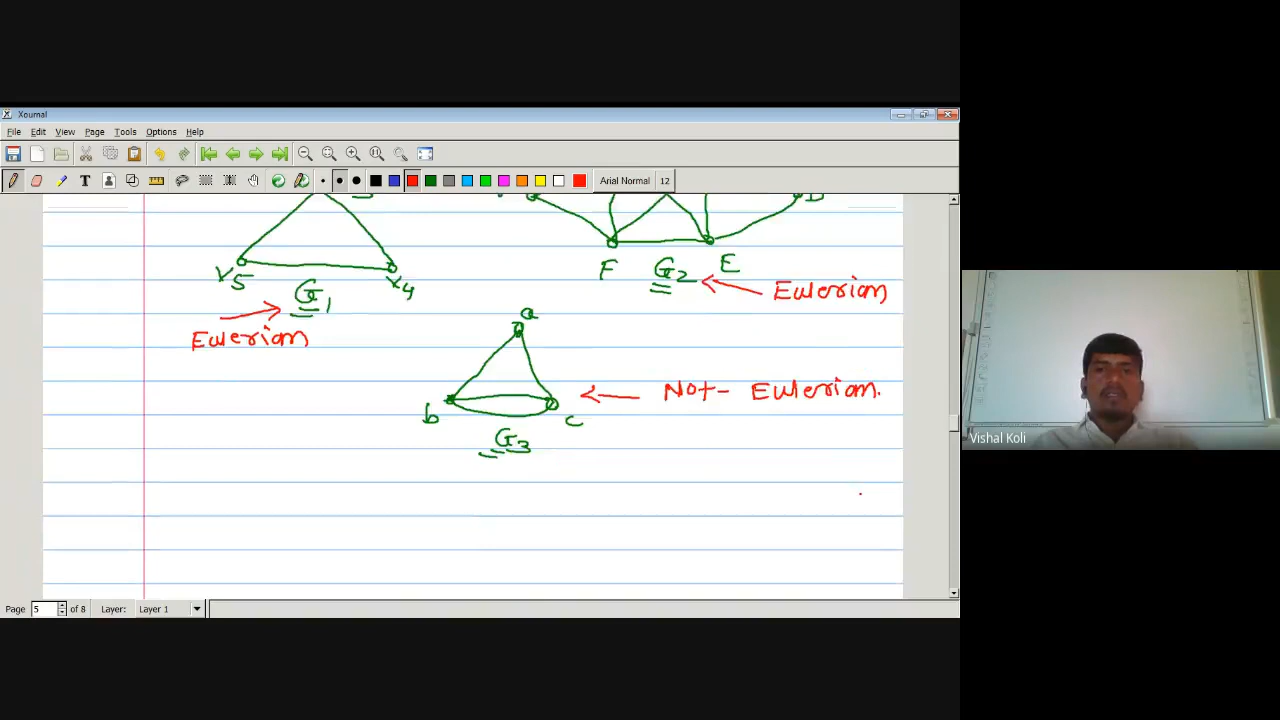 Xournal
File Edit View Page Tools Options Help
Arial Normal 12
D
V5 V4
G1
F G2 E
Eulerian
Eulerian
a
b c
Not- Eulerian.
G3
Vishal Koli
Page 5 of 8 Layer: Layer 1